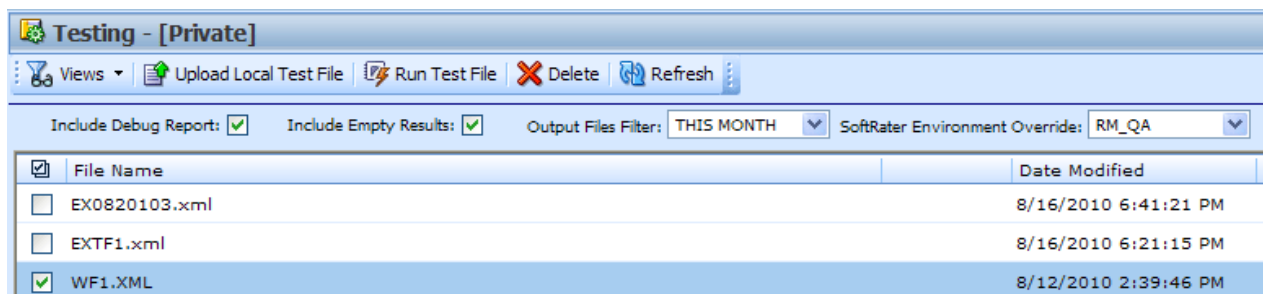 Testing - [Private]
Views Upload Local Test File Run Test File Delete Refresh
Include Debug Report: Include Empty Results: Output Files Filter: THIS MONTH SoftRater Environment Override: RM_QA
File Name Date Modified
EX0820103.xml 8/16/2010 6:41:21 PM
EXTF1.xml 8/16/2010 6:21:15 PM
WF1.XML 8/12/2010 2:39:46 PM